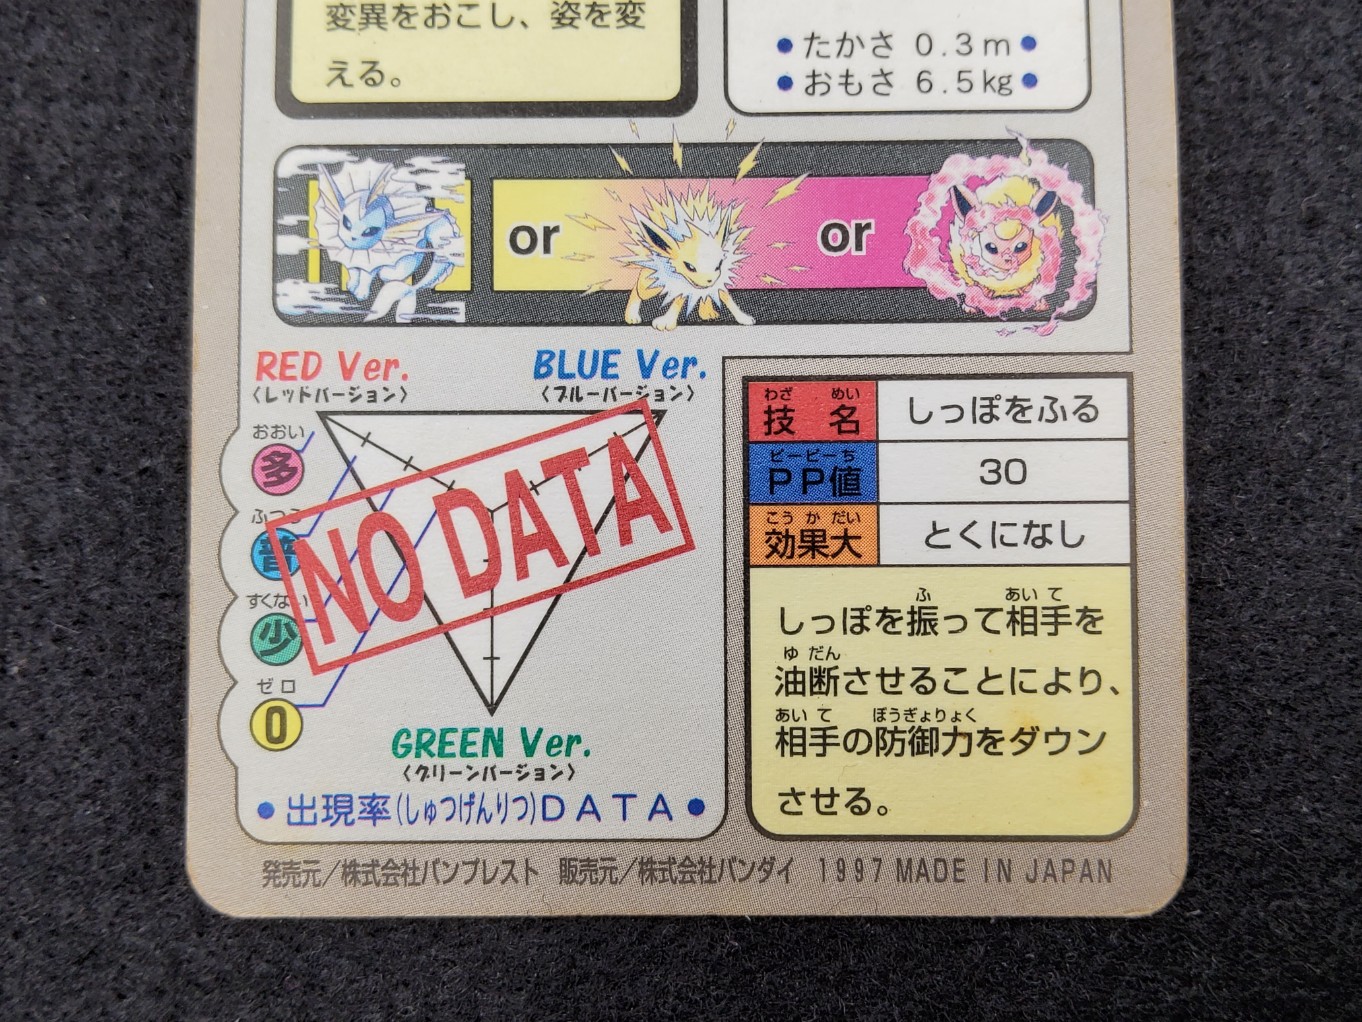 変異をおこし、姿を変
える。
●たかさ 0.3m●
●おもさ 6.5kg●
or
or
RED Ver.
〈レッドバージョン〉
BLUE Ver.
〈ブルーバージョン〉
おおい
多
ふつう
普
すくない
少
ゼロ
0
NO DATA
GREEN Ver.
〈グリーンバージョン〉
●出現率(しゅつげんりつ)DATA●
わざ めい
技名
しっぽをふる
ピーピーち
PP値
30
こうかだい
効果大
とくになし
ふ あいて
しっぽを振って相手を
ゆだん
油断させることにより、
あいて ぼうぎょりょく
相手の防御力をダウン
させる。
発売元/株式会社バンプレスト 販売元/株式会社バンダイ 1997 MADE IN JAPAN